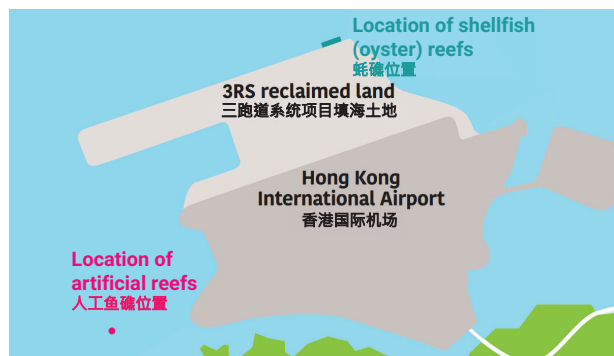 Location of shellfish
(oyster) reefs
蚝礁位置
3RS reclaimed land
三跑道系统项目填海土地
Hong Kong
International Airport
香港国际机场
Location of
artificial reefs
人工鱼礁位置